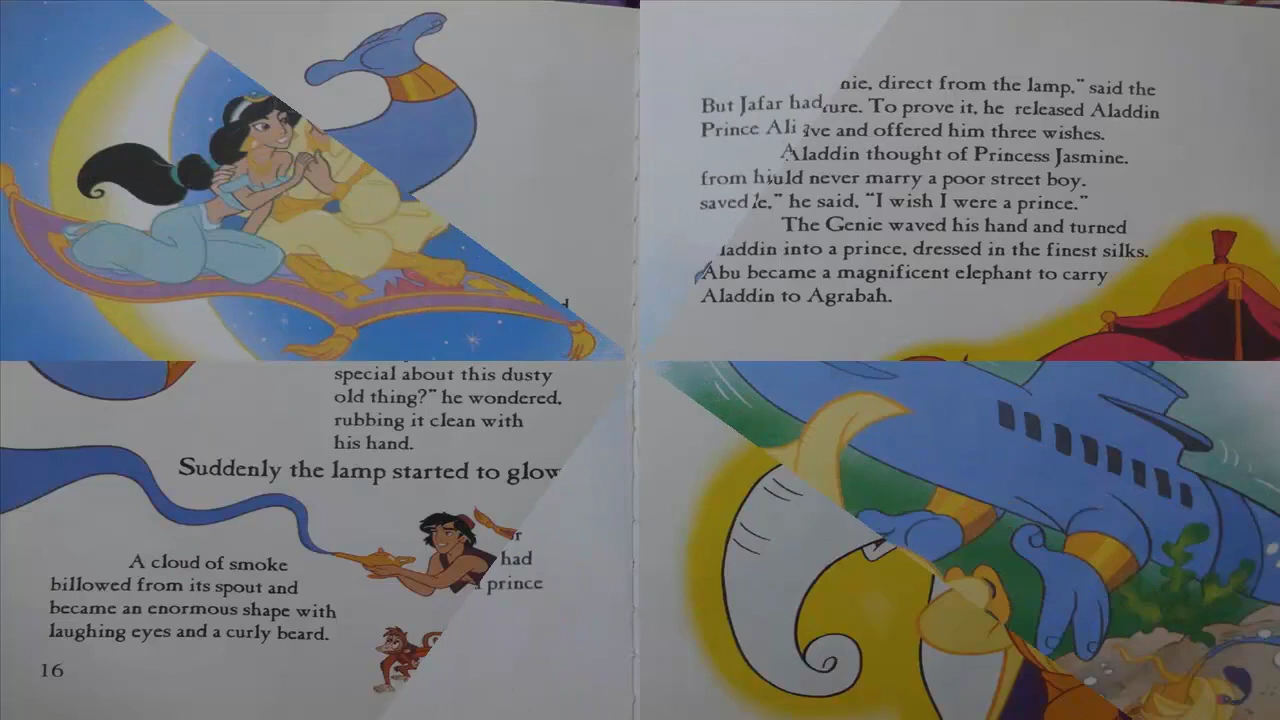 special about this dusty
old thing?" he wondered,
rubbing it clean with
his hand.
Suddenly the lamp started to glow
A cloud of smoke
billowed from its spout and
became an enormous shape with
laughing eyes and a curly beard.
16
had
prince
nie, direct from the lamp," said the
But Jafar had ture. To prove it, he released Aladdin
Prince Ali ave and offered him three wishes.
Aladdin thought of Princess Jasmine.
from h uld never marry a poor street boy.
saved le," he said, "I wish I were a prince."
The Genie waved his hand and turned
laddin into a prince, dressed in the finest silks.
Abu became a magnificent elephant to carry
Aladdin to Agrabah.